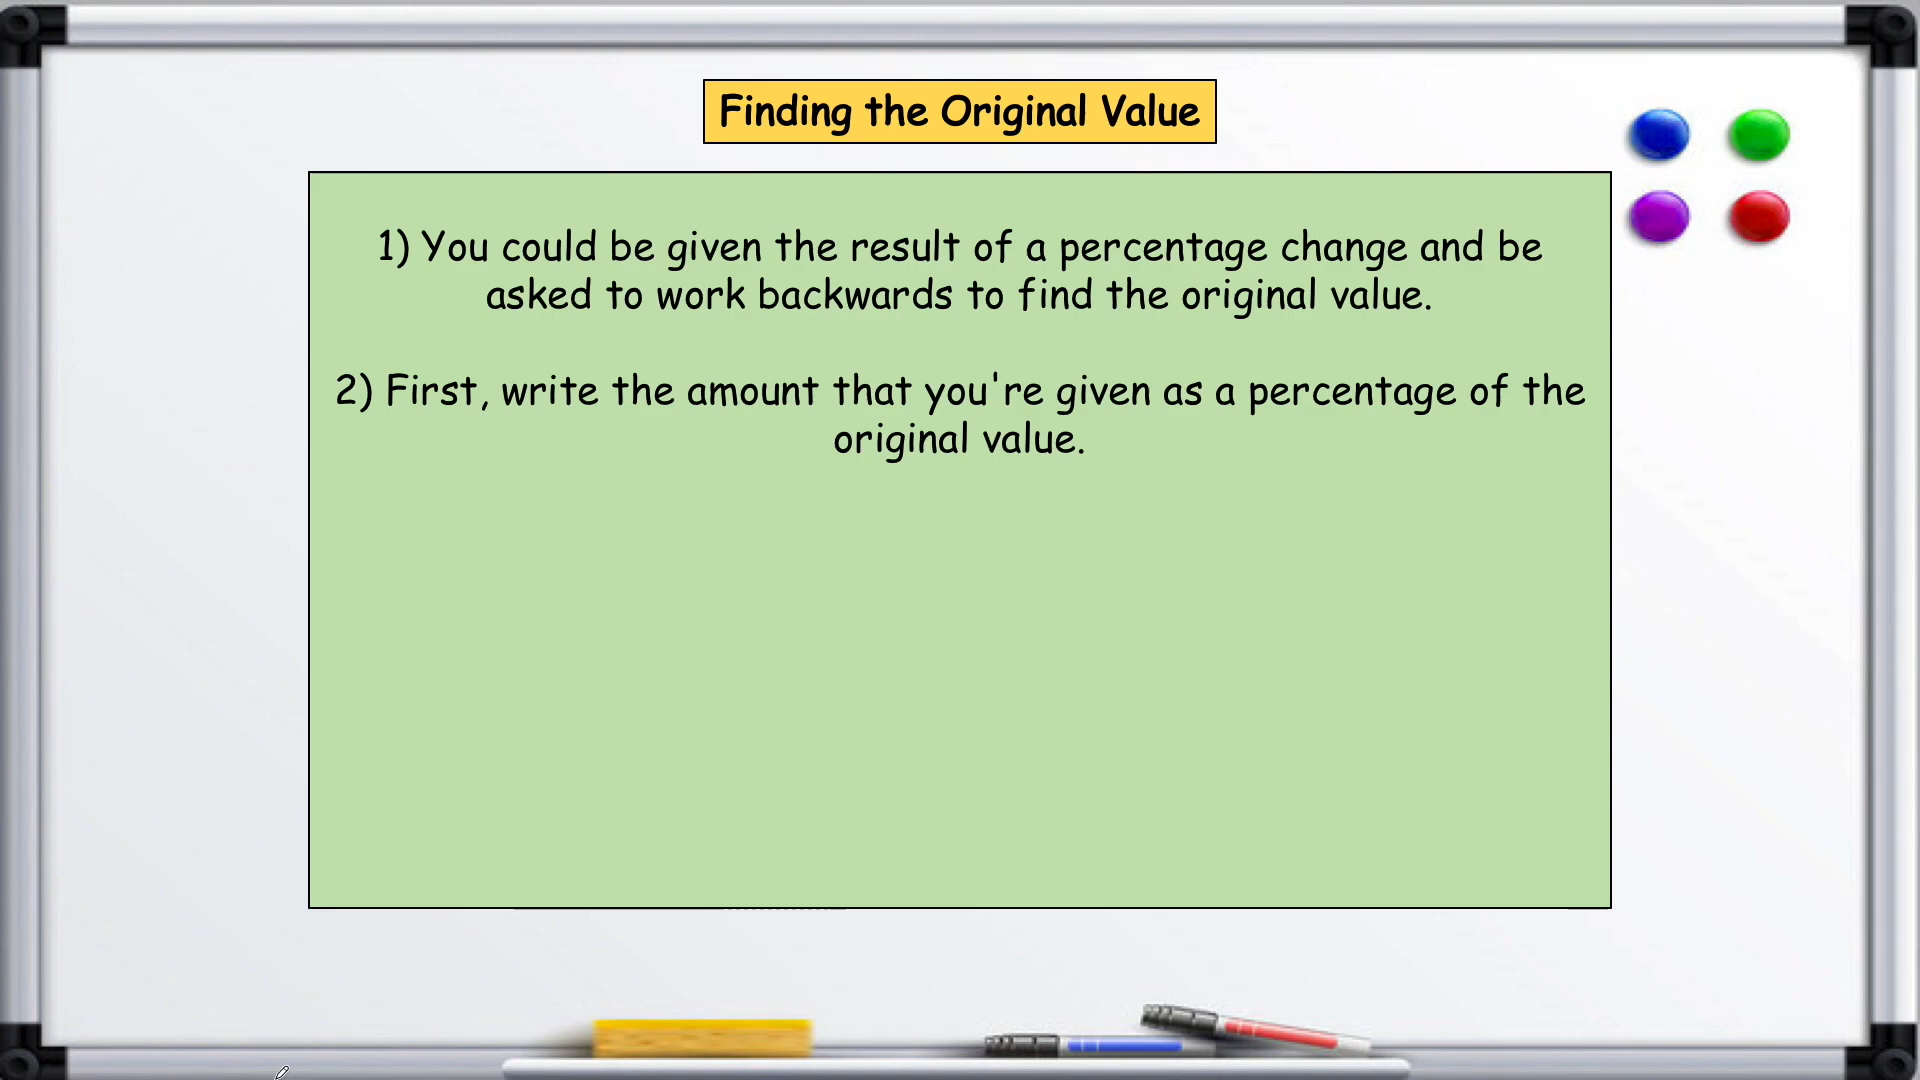 Finding the Original Value
1) You could be given the result of a percentage change and be
asked to work backwards to find the original value.
2) First, write the amount that you're given as a percentage of the
original value.